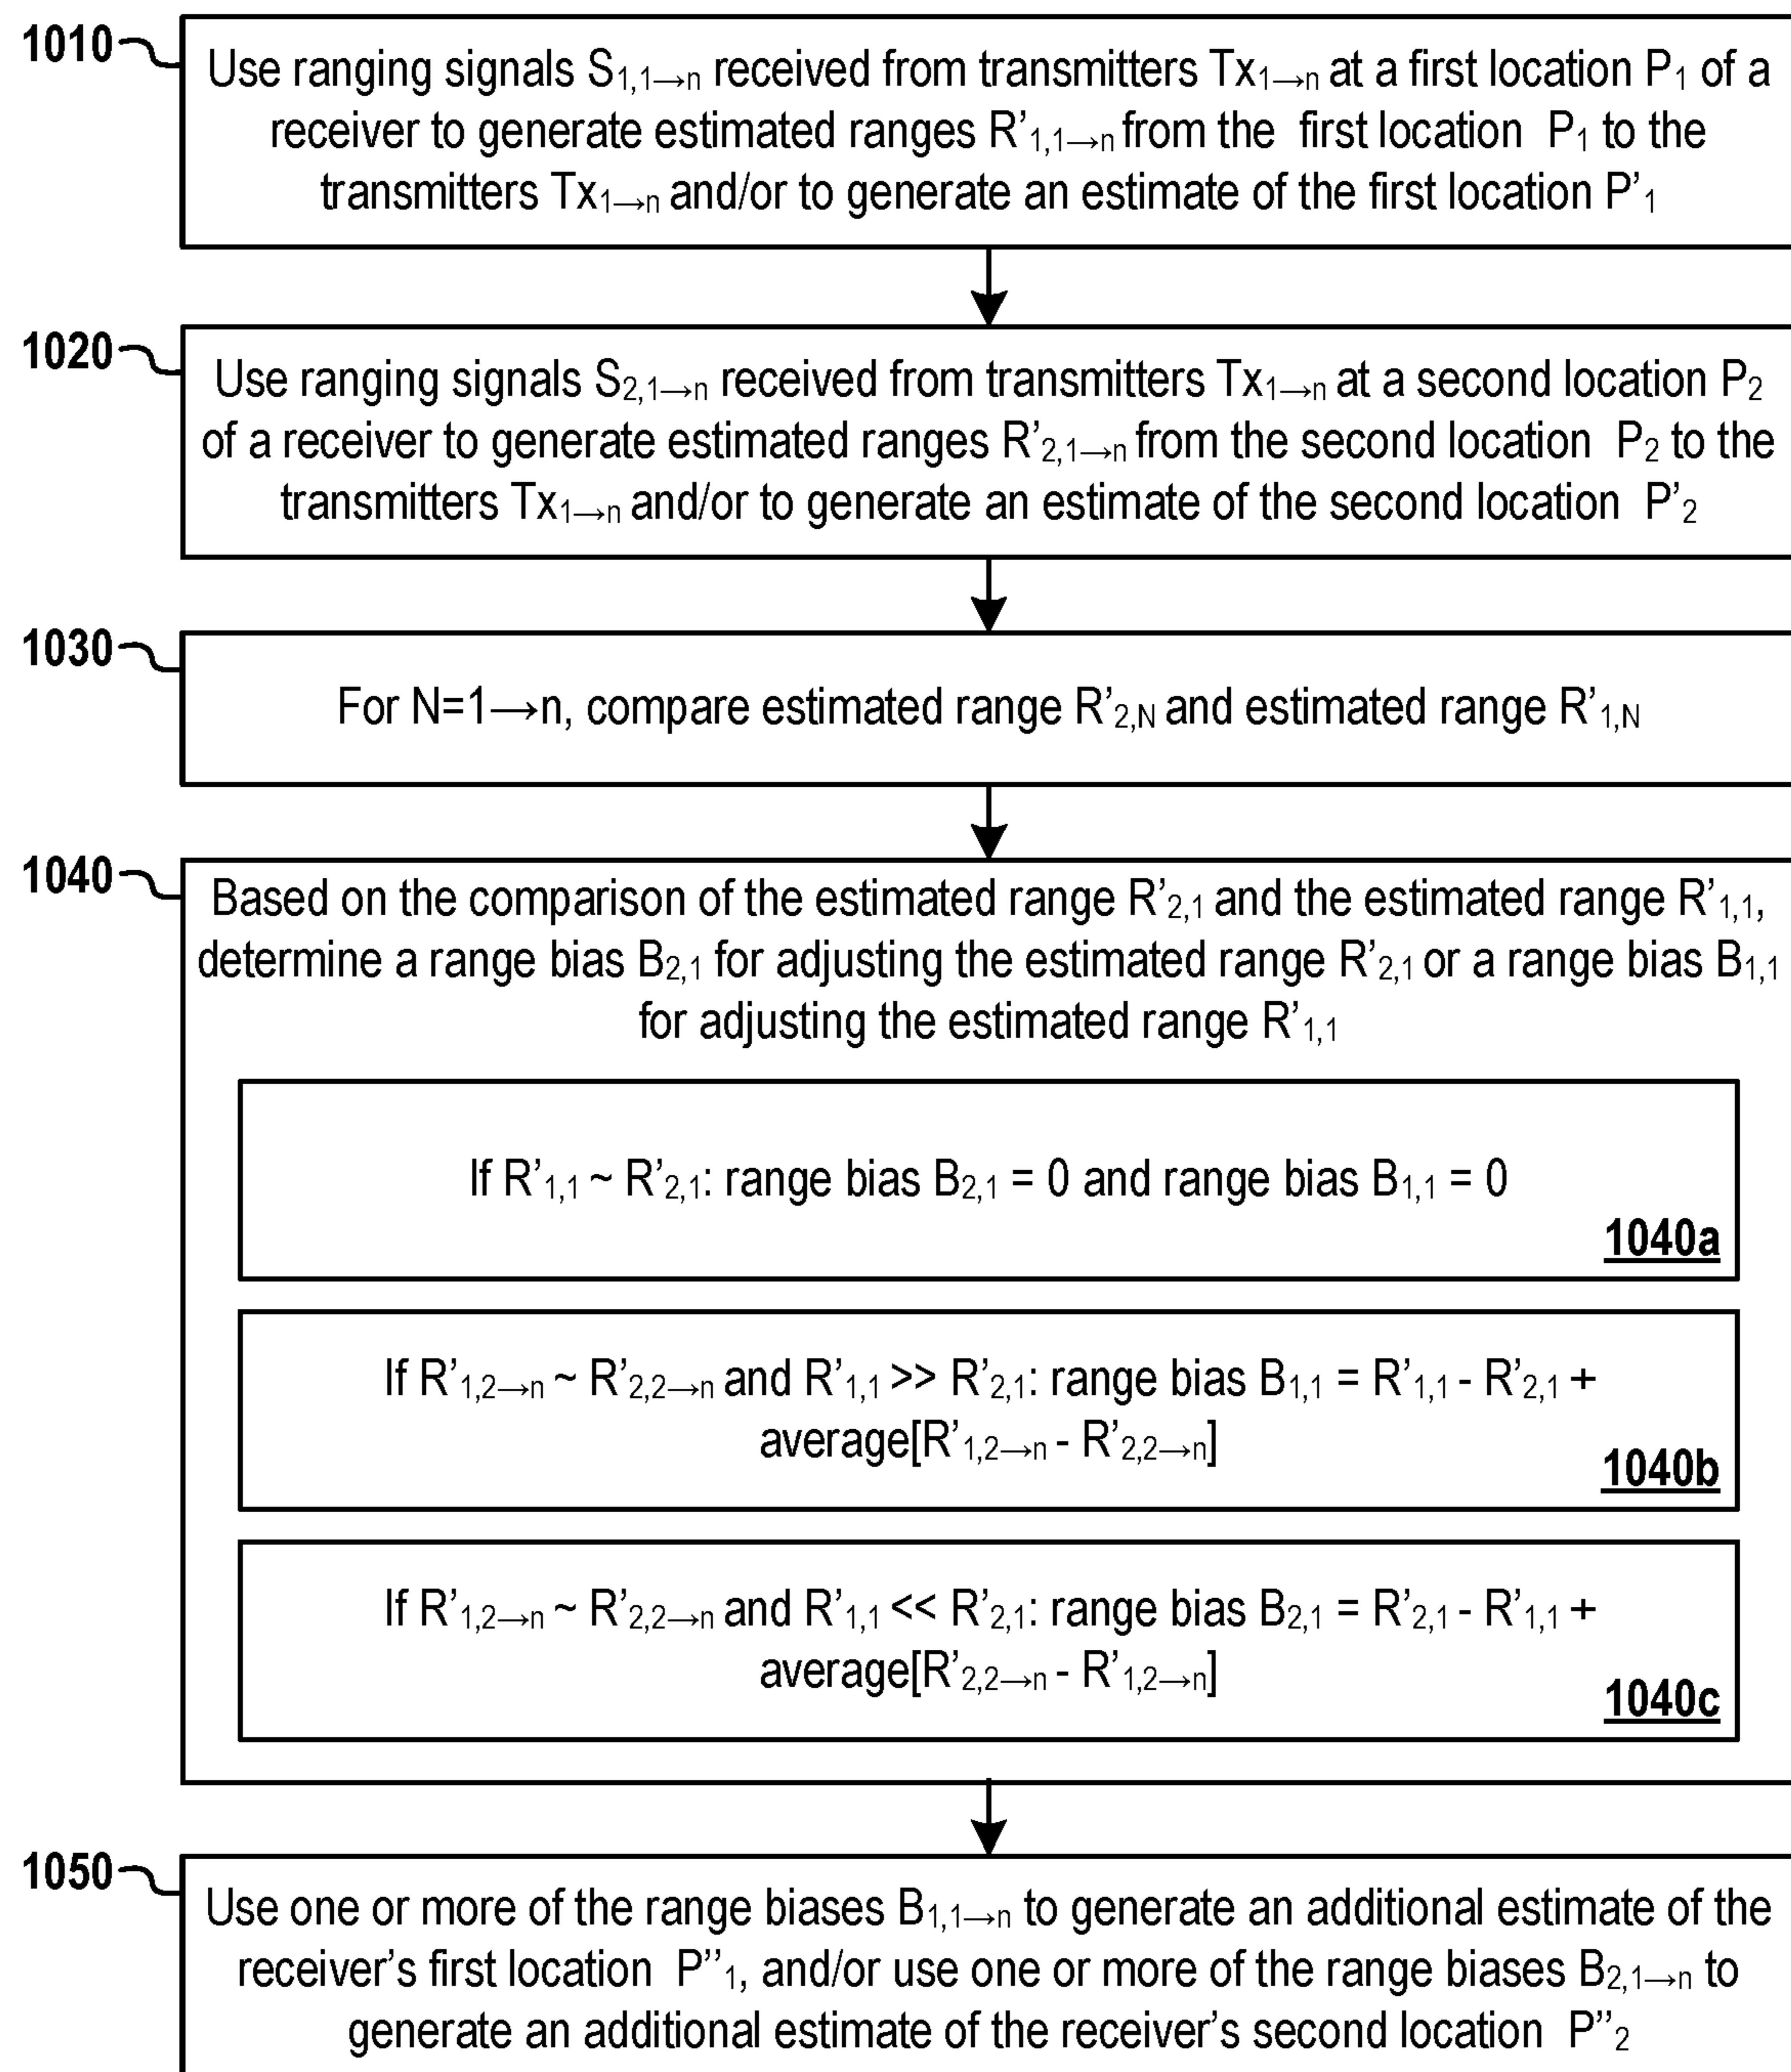 1010
Use ranging signals S₁,₁→ₙ received from transmitters Tx₁→ₙ at a first location P₁ of a
receiver to generate estimated ranges R'₁,₁→ₙ from the first location P₁ to the
transmitters Tx₁→ₙ and/or to generate an estimate of the first location P'₁
1020
Use ranging signals S₂,₁→ₙ received from transmitters Tx₁→ₙ at a second location P₂
of a receiver to generate estimated ranges R'₂,₁→ₙ from the second location P₂ to the
transmitters Tx₁→ₙ and/or to generate an estimate of the second location P'₂
1030
For N=1→n, compare estimated range R'₂,N and estimated range R'₁,N
1040
Based on the comparison of the estimated range R'₂,₁ and the estimated range R'₁,₁,
determine a range bias B₂,₁ for adjusting the estimated range R'₂,₁ or a range bias B₁,₁
for adjusting the estimated range R'₁,₁
If R'₁,₁ ~ R'₂,₁: range bias B₂,₁ = 0 and range bias B₁,₁ = 0
1040a
If R'₁,₂→ₙ ~ R'₂,₂→ₙ and R'₁,₁ >> R'₂,₁: range bias B₁,₁ = R'₁,₁ - R'₂,₁ +
average[R'₁,₂→ₙ - R'₂,₂→ₙ]
1040b
If R'₁,₂→ₙ ~ R'₂,₂→ₙ and R'₁,₁ << R'₂,₁: range bias B₂,₁ = R'₂,₁ - R'₁,₁ +
average[R'₂,₂→ₙ - R'₁,₂→ₙ]
1040c
1050
Use one or more of the range biases B₁,₁→ₙ to generate an additional estimate of the
receiver's first location P''₁, and/or use one or more of the range biases B₂,₁→ₙ to
generate an additional estimate of the receiver's second location P''₂